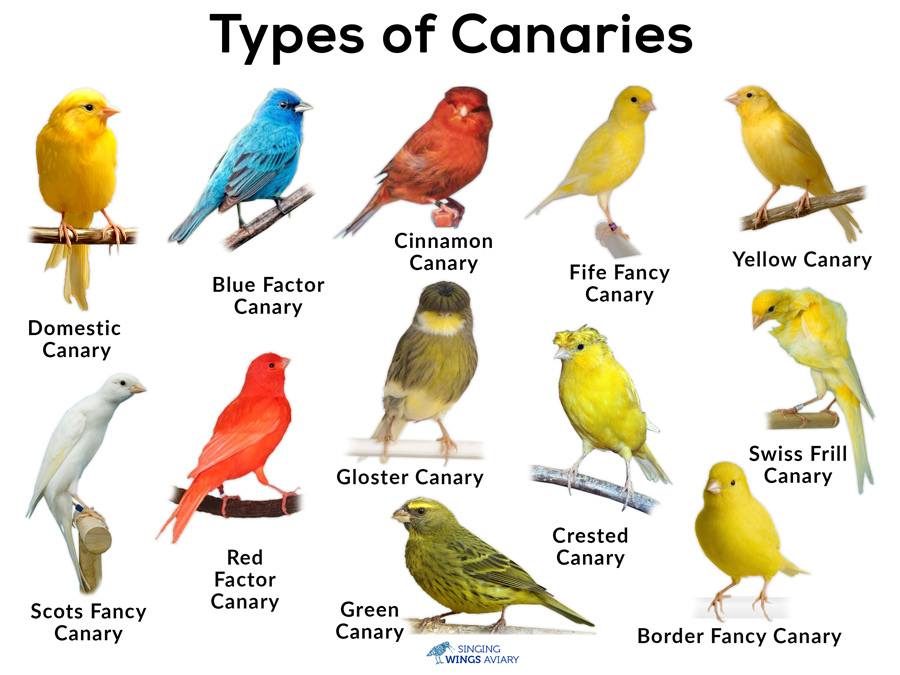 Types of Canaries
Domestic
Canary
Blue Factor
Canary
Cinnamon
Canary
Fife Fancy
Canary
Yellow Canary
Scots Fancy
Canary
Red
Factor
Canary
Gloster Canary
Green
Canary
Crested
Canary
Swiss Frill
Canary
Border Fancy Canary
SINGING
WINGS AVIARY